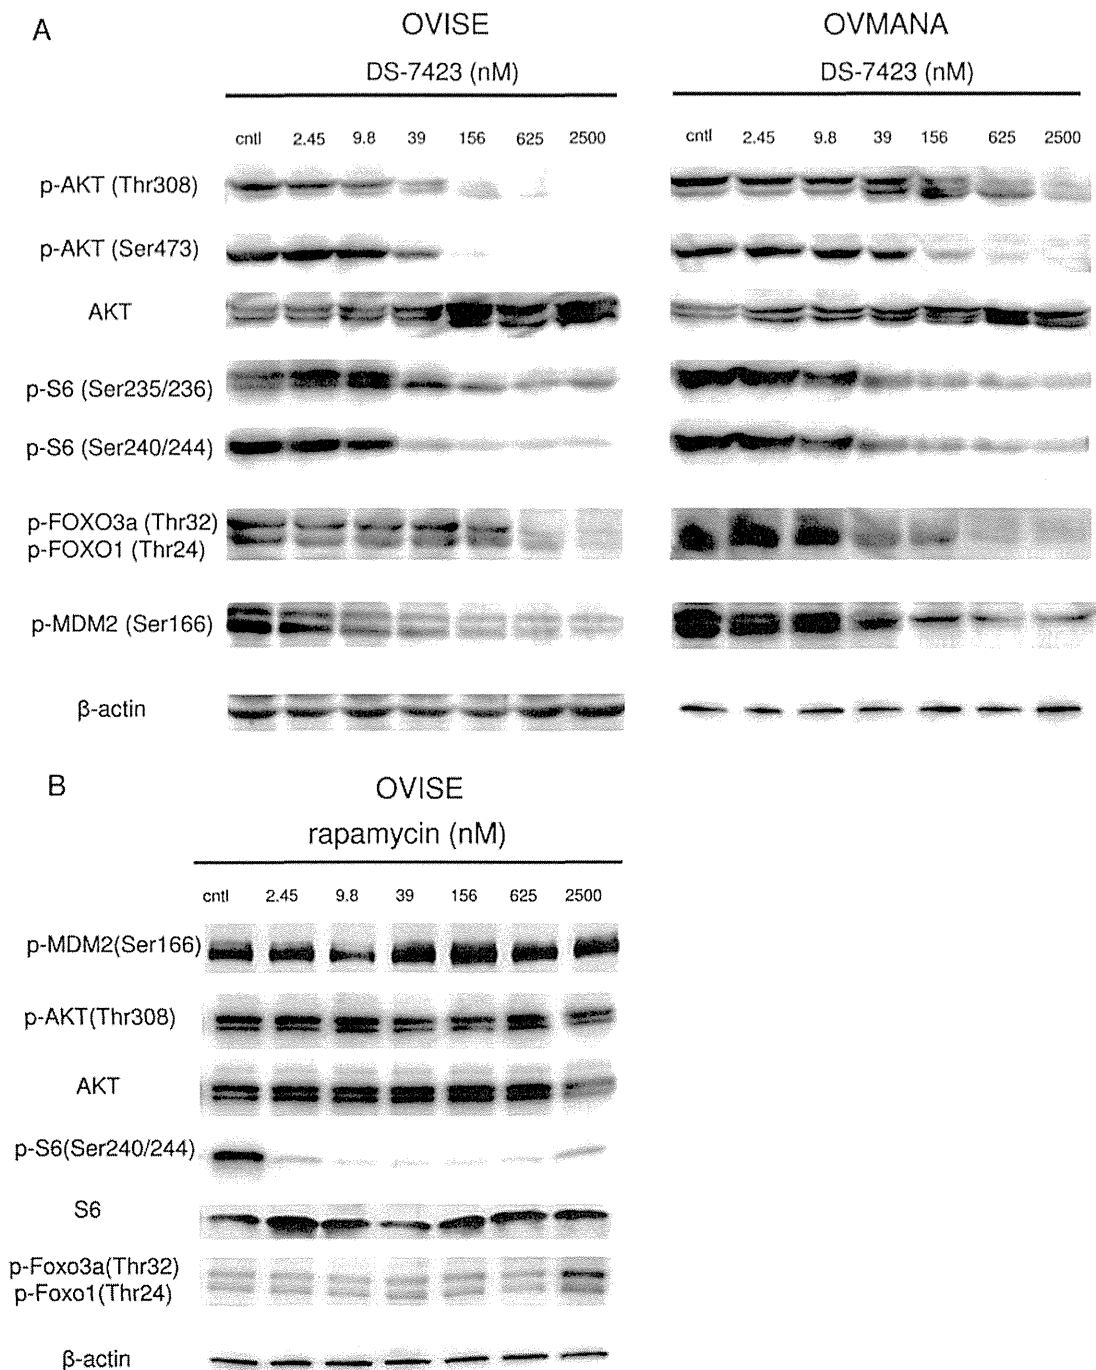 A
OVISE
OVMANA
DS-7423 (nM)
DS-7423 (nM)
cntl 2.45 9.8 39 156 625 2500
cntl 2.45 9.8 39 156 625 2500
p-AKT (Thr308)
p-AKT (Ser473)
AKT
p-S6 (Ser235/236)
p-S6 (Ser240/244)
p-FOXO3a (Thr32)
p-FOXO1 (Thr24)
p-MDM2 (Ser166)
β-actin
B
OVISE
rapamycin (nM)
cntl 2.45 9.8 39 156 625 2500
p-MDM2(Ser166)
p-AKT(Thr308)
AKT
p-S6(Ser240/244)
S6
p-Foxo3a(Thr32)
p-Foxo1(Thr24)
β-actin